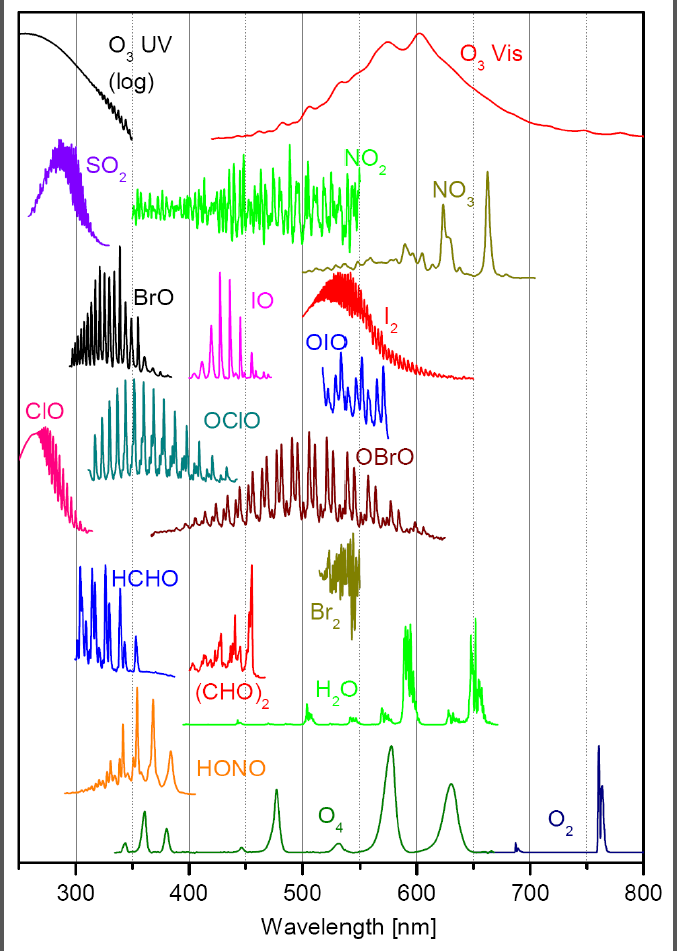 O3 UV
(log)
O3 Vis
SO2
NO2
NO3
BrO
IO
I2
OIO
ClO
OClO
OBrO
HCHO
Br2
(CHO)2
H2O
HONO
O4
O2
300 400 500 600 700 800
Wavelength [nm]